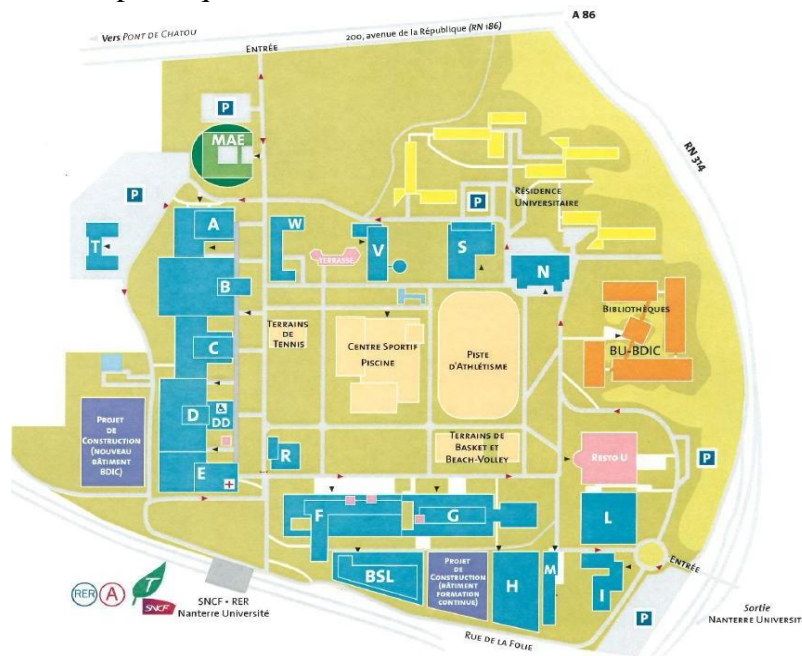 A 86
Vers PONT DE CHATOU
200, avenue de la République (RN 186)
ENTRÉE
P
MAE
RN 314
P
RÉSIDENCE
UNIVERSITAIRE
P
A
W
V
S
T
TERRASSE
N
B
BIBLIOTHÈQUES
TERRAINS
DE
TENNIS
CENTRE SPORTIF
PISCINE
PISTE
D'ATHLÉTISME
BU-BDIC
C
D
DD
PROJET
DE
CONSTRUCTION
(NOUVEAU
BÂTIMENT
BDIC)
TERRAINS DE
BASKET ET
BEACH-VOLLEY
R
RESTO U
P
E
F
G
L
BSL
PROJET
DE
CONSTRUCTION
(BÂTIMENT
FORMATION
CONTINUE)
H
M
I
ENTRÉE
RER
A
T
SNCF
SNCF • RER
Nanterre Université
P
Sortie
NANTERRE UNIVERSIT
RUE DE LA FOLIE